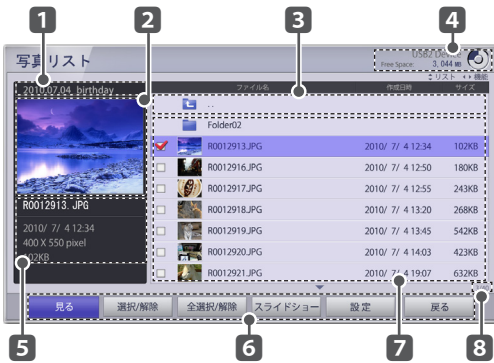 1 2 3 4
写真リスト
USB2 Device
Free Space: 3, 044 MB
リスト 機能
2010.07.04_birthday
ファイル名 作成日時 サイズ
..
Folder02
R0012913.JPG 2010/ 7/ 4 12:34 102KB
R0012916.JPG 2010/ 7/ 4 12:50 180KB
R0012917.JPG 2010/ 7/ 4 12:55 243KB
R0012918.JPG 2010/ 7/ 4 13:20 268KB
R0012919.JPG 2010/ 7/ 4 13:45 542KB
R0012920.JPG 2010/ 7/ 4 14:03 423KB
R0012921.JPG 2010/ 7/ 4 19:07 632KB
R0012913. JPG
2010/ 7/ 4 12:34
400 X 550 pixel
102KB
見る 選択/解除 全選択/解除 スライドショー 設 定 戻る
5 6 7 8